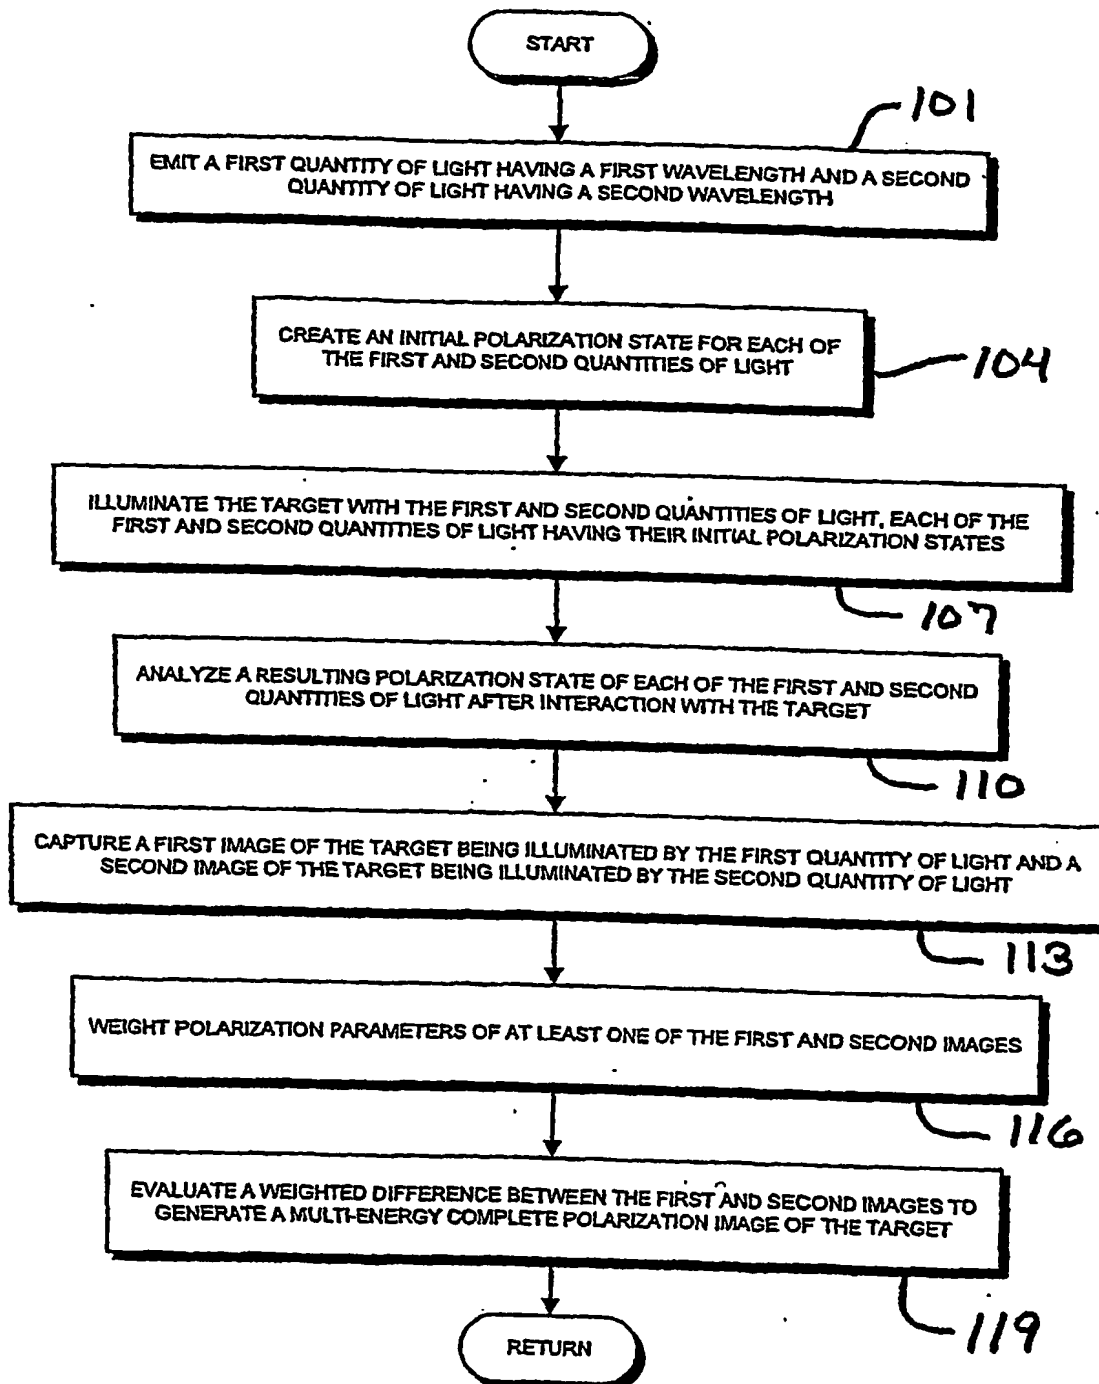 START
101
EMIT A FIRST QUANTITY OF LIGHT HAVING A FIRST WAVELENGTH AND A SECOND
QUANTITY OF LIGHT HAVING A SECOND WAVELENGTH
CREATE AN INITIAL POLARIZATION STATE FOR EACH OF
THE FIRST AND SECOND QUANTITIES OF LIGHT
104
ILLUMINATE THE TARGET WITH THE FIRST AND SECOND QUANTITIES OF LIGHT, EACH OF THE
FIRST AND SECOND QUANTITIES OF LIGHT HAVING THEIR INITIAL POLARIZATION STATES
107
ANALYZE A RESULTING POLARIZATION STATE OF EACH OF THE FIRST AND SECOND
QUANTITIES OF LIGHT AFTER INTERACTION WITH THE TARGET
110
CAPTURE A FIRST IMAGE OF THE TARGET BEING ILLUMINATED BY THE FIRST QUANTITY OF LIGHT AND A
SECOND IMAGE OF THE TARGET BEING ILLUMINATED BY THE SECOND QUANTITY OF LIGHT
113
WEIGHT POLARIZATION PARAMETERS OF AT LEAST ONE OF THE FIRST AND SECOND IMAGES
116
EVALUATE A WEIGHTED DIFFERENCE BETWEEN THE FIRST AND SECOND IMAGES TO
GENERATE A MULTI-ENERGY COMPLETE POLARIZATION IMAGE OF THE TARGET
119
RETURN